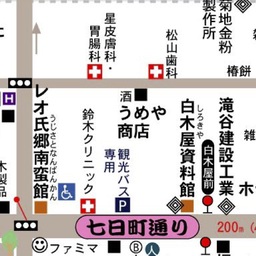 星皮膚科・
胃腸科
松山歯科
菊地金粉
製作所
椿餅
H
レオ氏郷南蛮館
うじさとなんばんかん
鈴木クリニック
酒
うめや
商店
観光バス
専用
P
しろきや
白木屋資料館
白木屋前
滝谷建設工業
ホ
木製品
七日町通り
200m
ファミマ
B
人